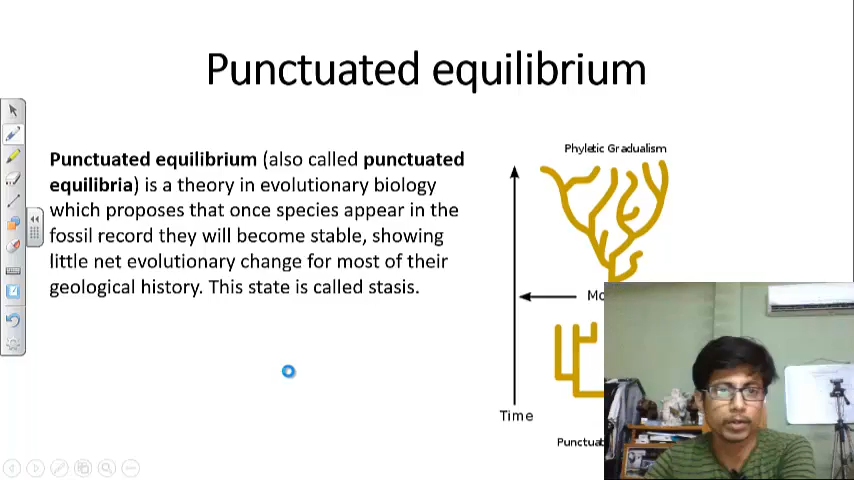 Punctuated equilibrium
Punctuated equilibrium (also called punctuated
equilibria) is a theory in evolutionary biology
which proposes that once species appear in the
fossil record they will become stable, showing
little net evolutionary change for most of their
geological history. This state is called stasis.
Phyletic Gradualism
Time